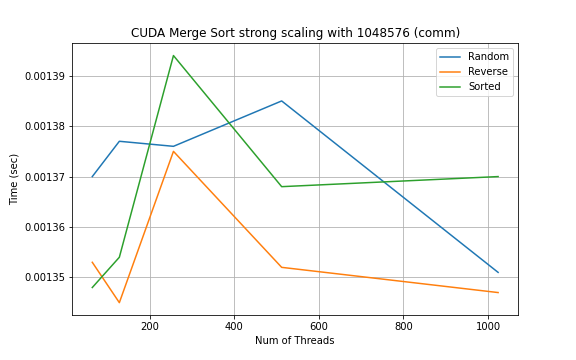 CUDA Merge Sort strong scaling with 1048576 (comm)
Random
Reverse
Sorted
Time (sec)
0.00139
0.00138
0.00137
0.00136
0.00135
200 400 600 800 1000
Num of Threads